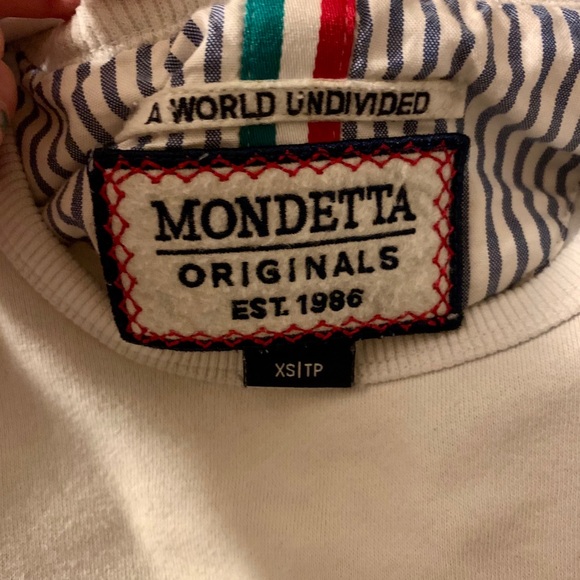 A WORLD UNDIVIDED
MONDETTA
ORIGINALS
EST. 1986
XS|TP